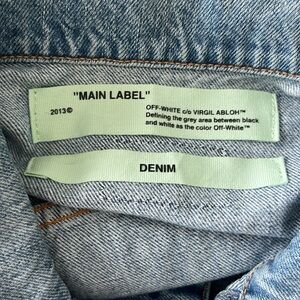 "MAIN LABEL"
2013©
OFF-WHITE c/o VIRGIL ABLOH™
Defining the grey area between black
and white as the color Off-White™
DENIM